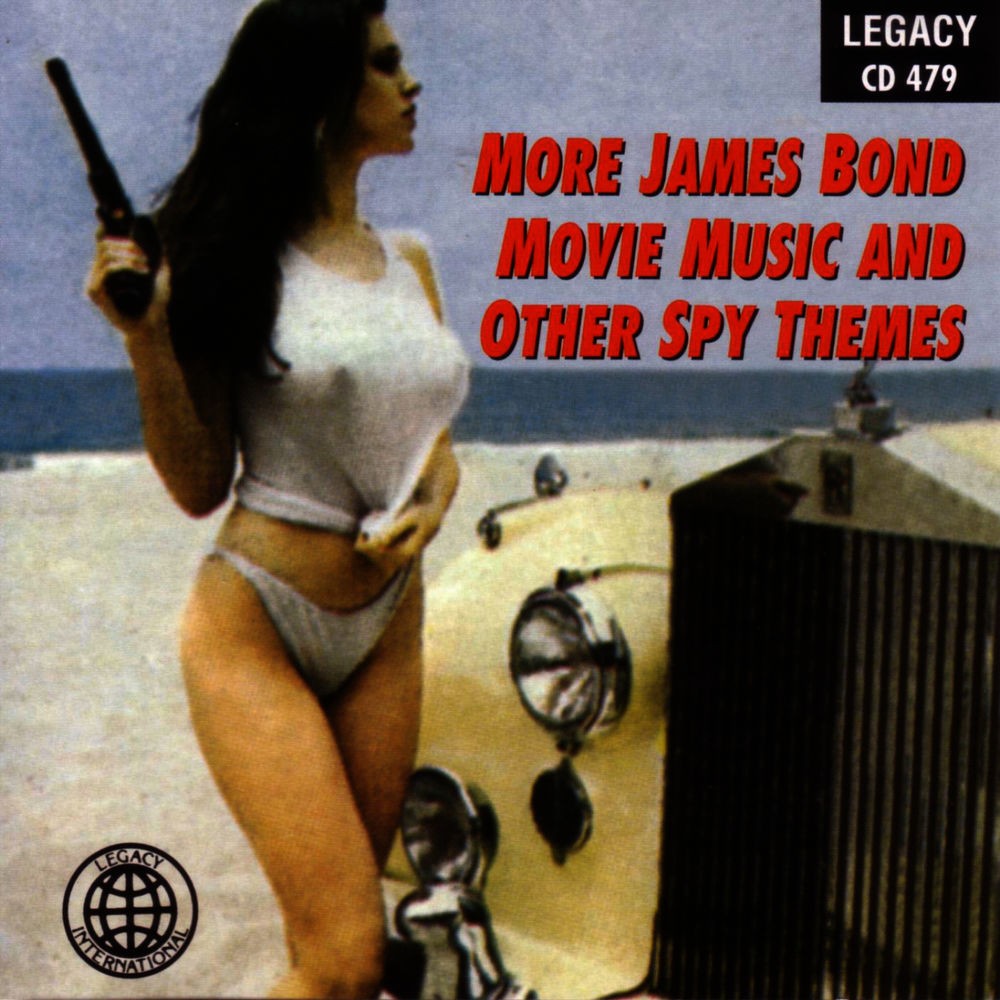 LEGACY
CD 479
MORE JAMES BOND
MOVIE MUSIC AND
OTHER SPY THEMES
LEGACY
INTERNATIONAL